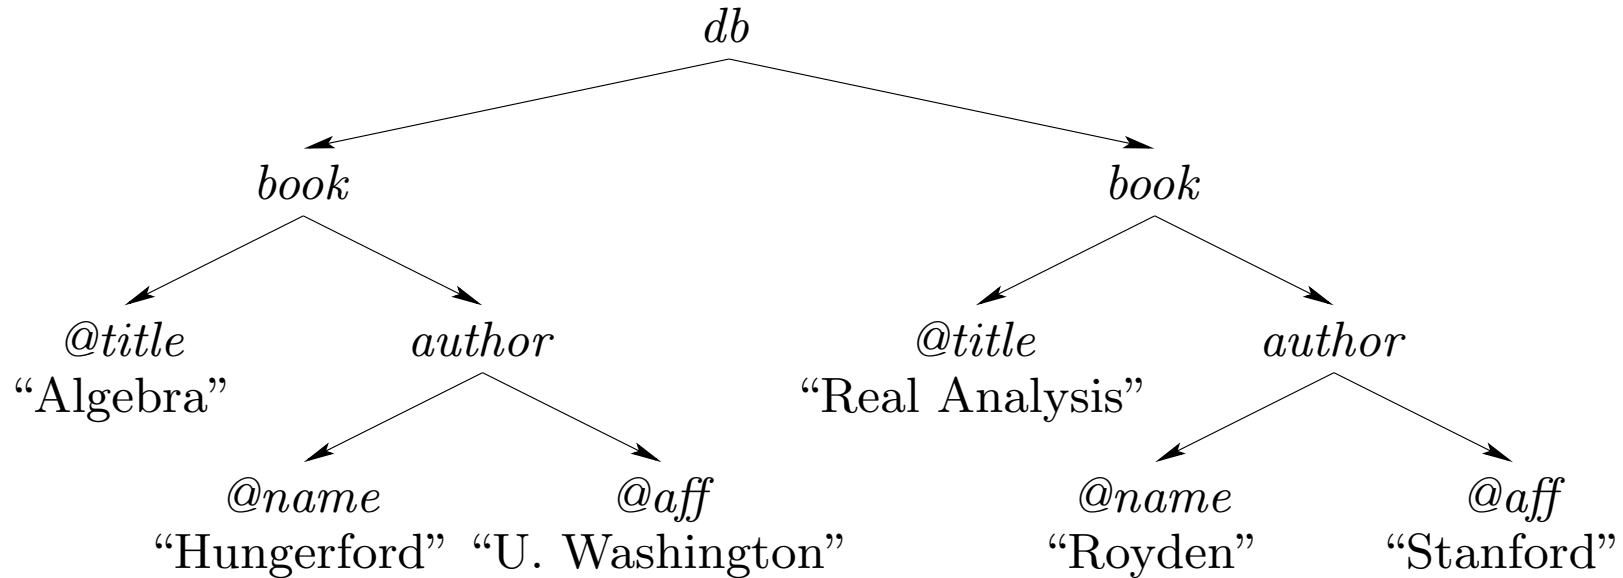 db
book book
@title author @title author
“Algebra” “Real Analysis”
@name @aff @name @aff
“Hungerford” “U. Washington” “Royden” “Stanford”